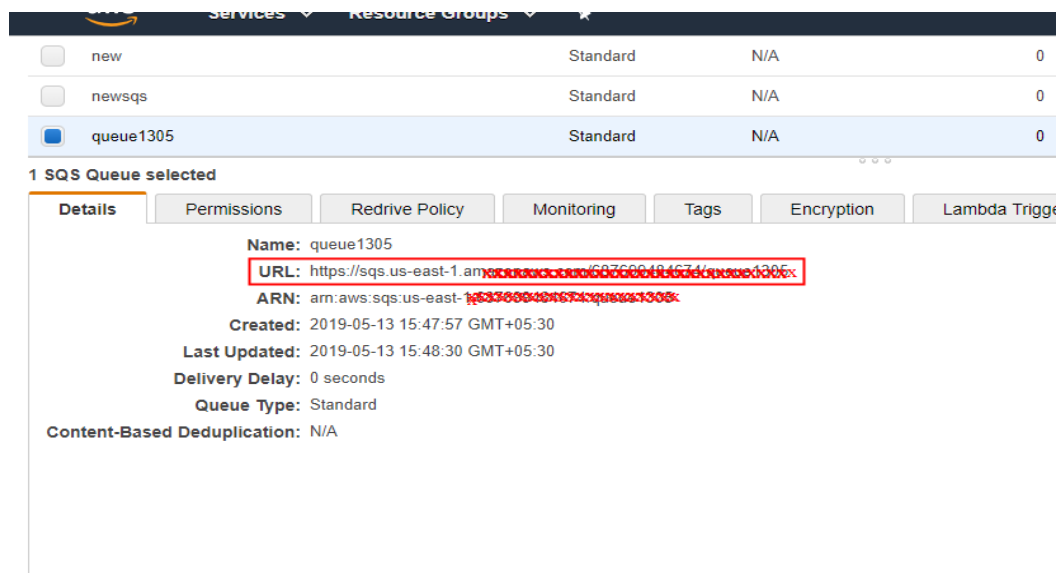 Services Resource Groups
new Standard N/A 0
newsqs Standard N/A 0
queue1305 Standard N/A 0
1 SQS Queue selected
Details Permissions Redrive Policy Monitoring Tags Encryption Lambda Trigge
Name: queue1305
URL: https://sqs.us-east-1.am
ARN: arn:aws:sqs:us-east-
Created: 2019-05-13 15:47:57 GMT+05:30
Last Updated: 2019-05-13 15:48:30 GMT+05:30
Delivery Delay: 0 seconds
Queue Type: Standard
Content-Based Deduplication: N/A